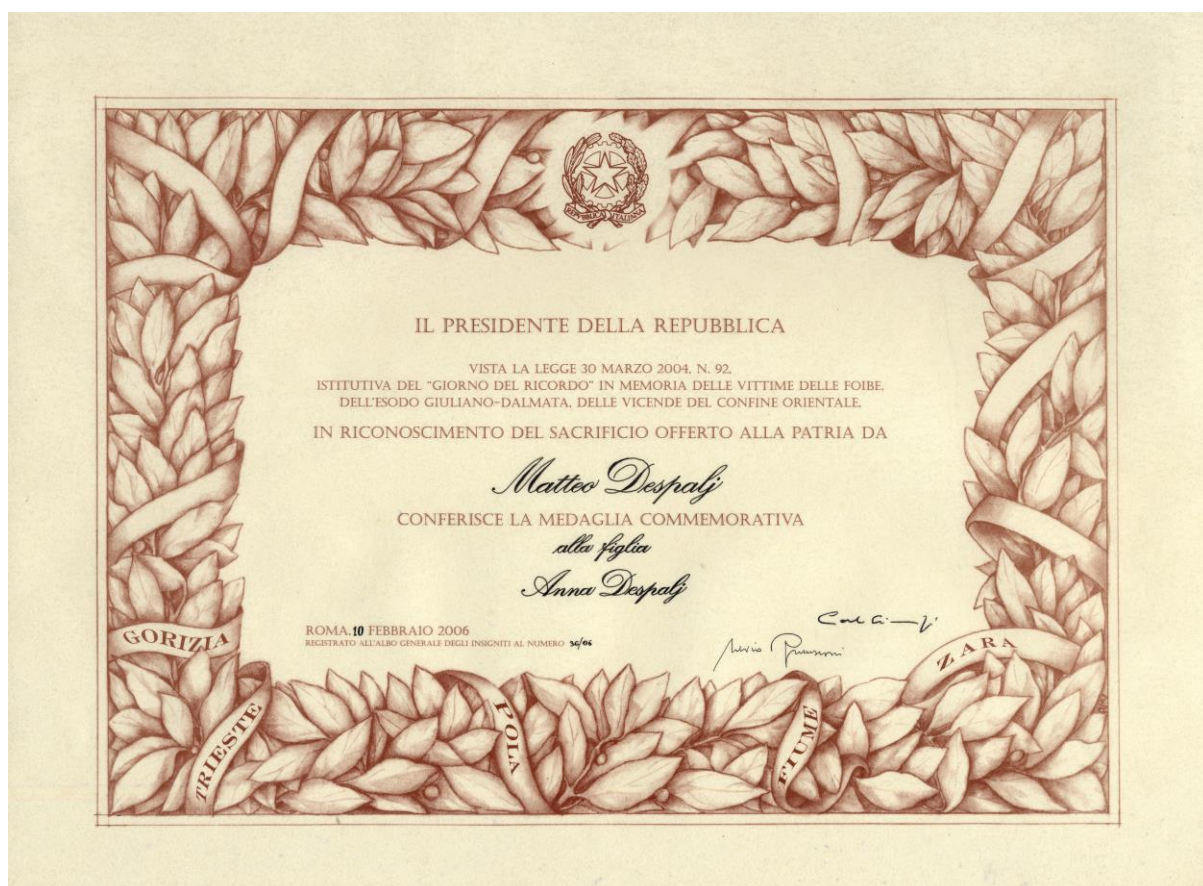 REPVBBLICA ITALIANA
IL PRESIDENTE DELLA REPUBBLICA
VISTA LA LEGGE 30 MARZO 2004, N. 92,
ISTITUTIVA DEL "GIORNO DEL RICORDO" IN MEMORIA DELLE VITTIME DELLE FOIBE,
DELL'ESODO GIULIANO-DALMATA, DELLE VICENDE DEL CONFINE ORIENTALE,
IN RICONOSCIMENTO DEL SACRIFICIO OFFERTO ALLA PATRIA DA
Matteo Despalj
CONFERISCE LA MEDAGLIA COMMEMORATIVA
alla figlia
Anna Despalj
ROMA, 10 FEBBRAIO 2006
REGISTRATO ALL'ALBO GENERALE DEGLI INSIGNITI AL NUMERO
GORIZIA
TRIESTE
POLA
FIUME
ZARA